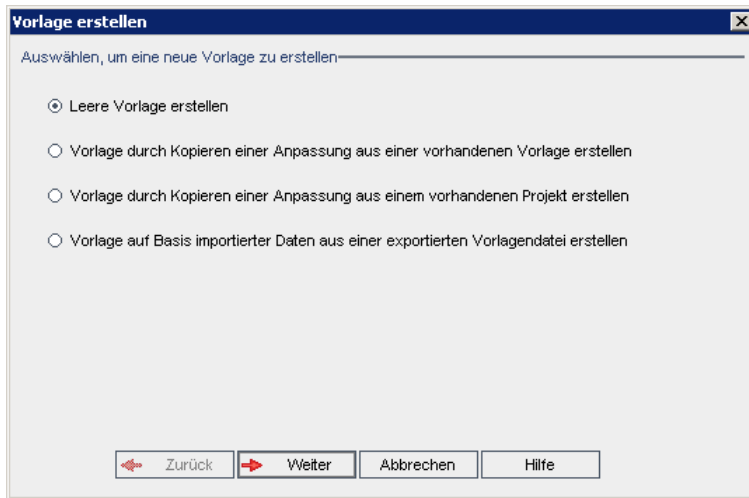 Vorlage erstellen
Auswählen, um eine neue Vorlage zu erstellen
Leere Vorlage erstellen
Vorlage durch Kopieren einer Anpassung aus einer vorhandenen Vorlage erstellen
Vorlage durch Kopieren einer Anpassung aus einem vorhandenen Projekt erstellen
Vorlage auf Basis importierter Daten aus einer exportierten Vorlagendatei erstellen
Zurück Weiter Abbrechen Hilfe